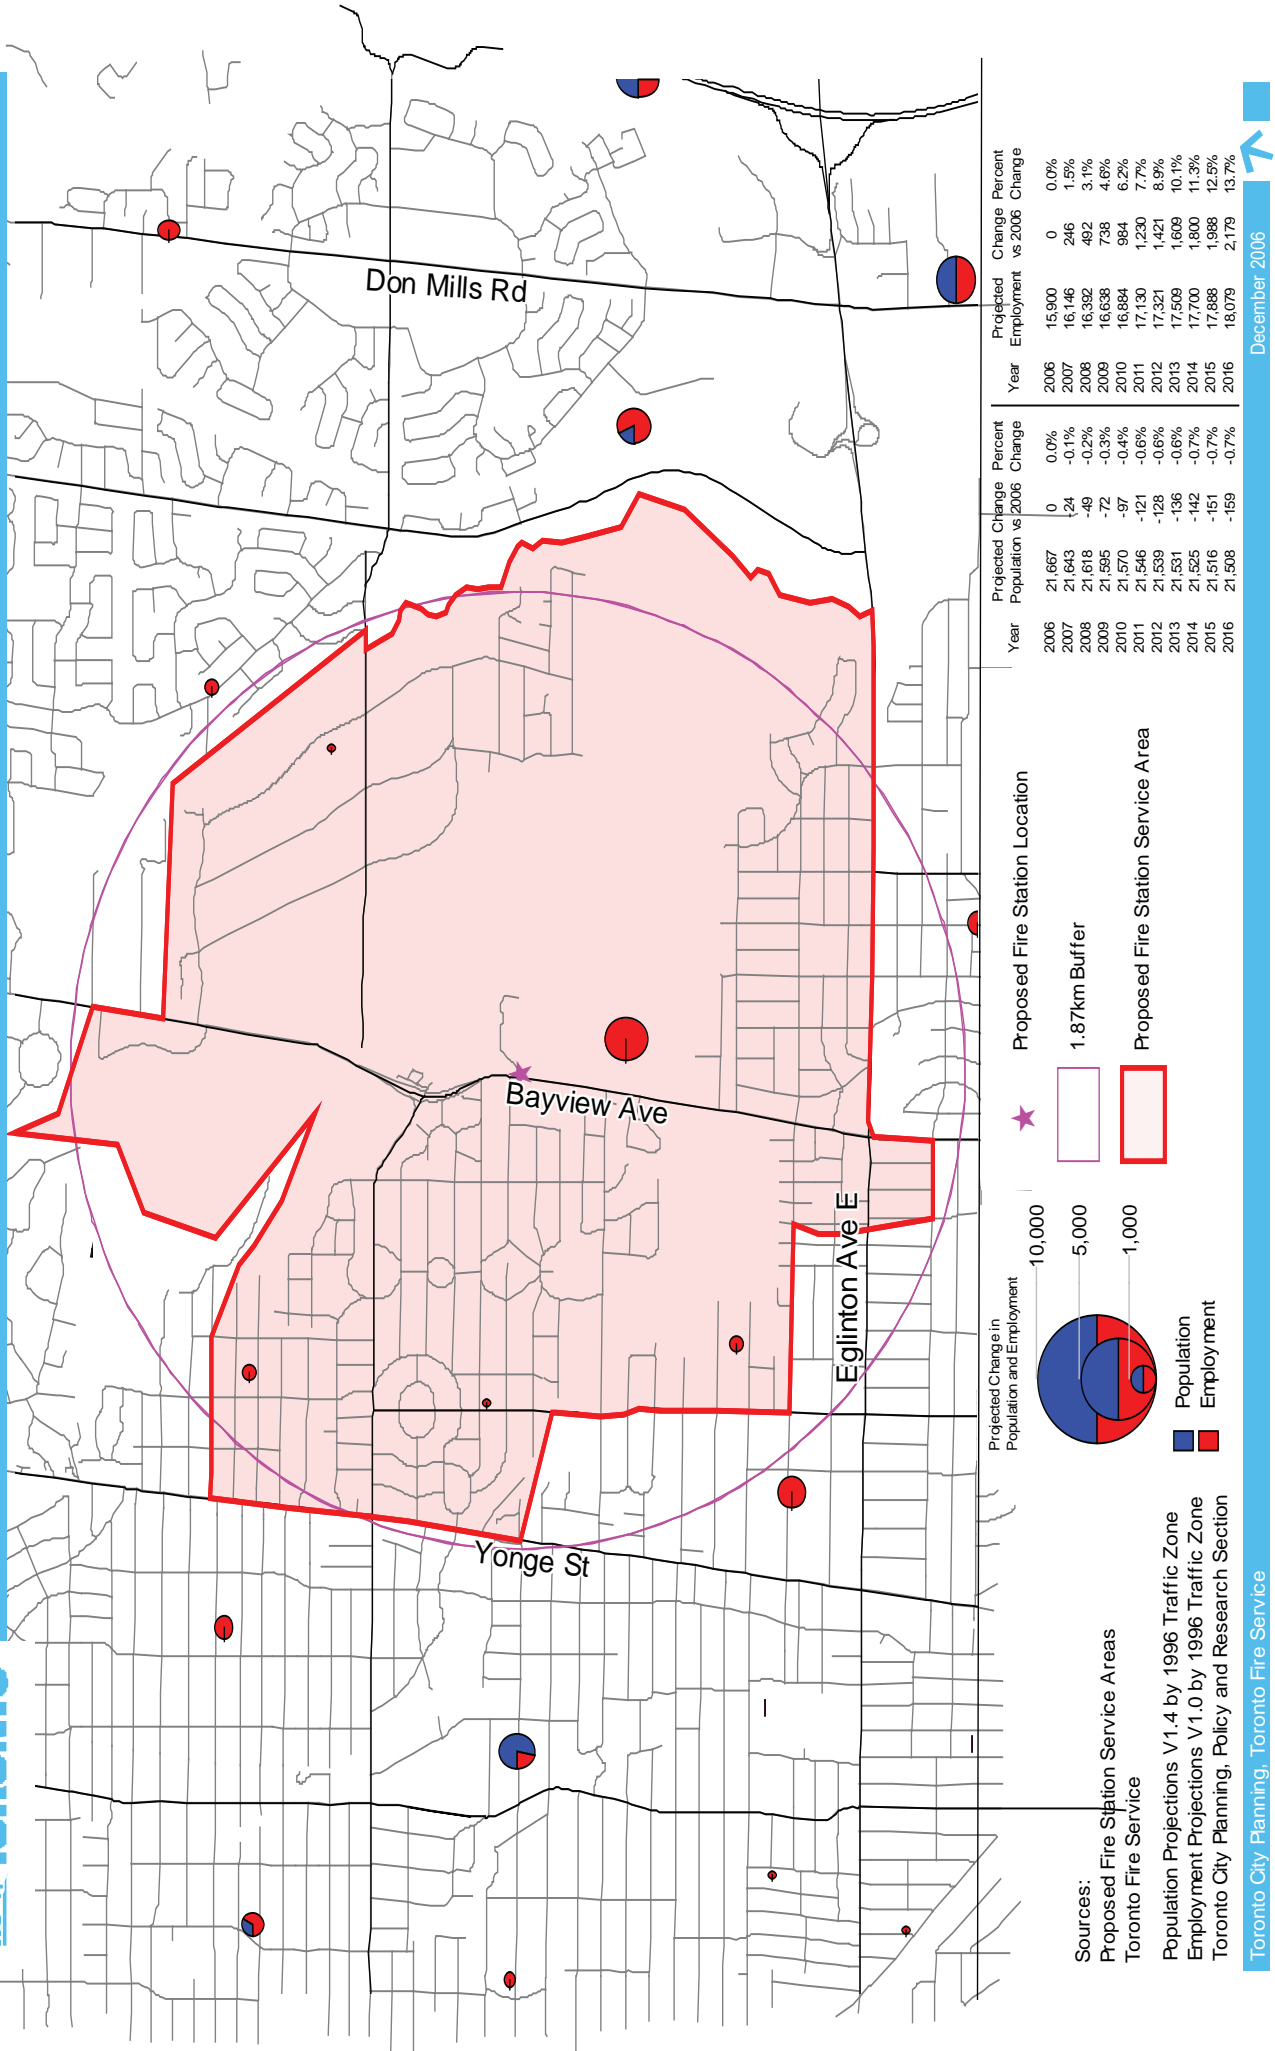 Don Mills Rd
Bayview Ave
Eglinton Ave E
Yonge St
Sources:
Proposed Fire Station Service Areas
Toronto Fire Service
Population Projections V1.4 by 1996 Traffic Zone
Employment Projections V1.0 by 1996 Traffic Zone
Toronto City Planning, Policy and Research Section
Projected Change in
Population and Employment
10,000
5,000
1,000
Population
Employment
Proposed Fire Station Location
1.87km Buffer
Proposed Fire Station Service Area
Projected Change Percent
Year Population vs 2006 Change
2006 21,667 0 0.0%
2007 21,643 -24 -0.1%
2008 21,618 -49 -0.2%
2009 21,595 -72 -0.3%
2010 21,570 -97 -0.4%
2011 21,546 -121 -0.6%
2012 21,539 -128 -0.6%
2013 21,531 -136 -0.6%
2014 21,525 -142 -0.7%
2015 21,516 -151 -0.7%
2016 21,508 -159 -0.7%
Projected Change Percent
Year Employment vs 2006 Change
2006 15,900 0 0.0%
2007 16,146 246 1.5%
2008 16,392 492 3.1%
2009 16,638 738 4.6%
2010 16,884 984 6.2%
2011 17,130 1,230 7.7%
2012 17,321 1,421 8.9%
2013 17,509 1,609 10.1%
2014 17,700 1,800 11.3%
2015 17,888 1,988 12.5%
2016 18,079 2,179 13.7%
Toronto City Planning, Toronto Fire Service
December 2006